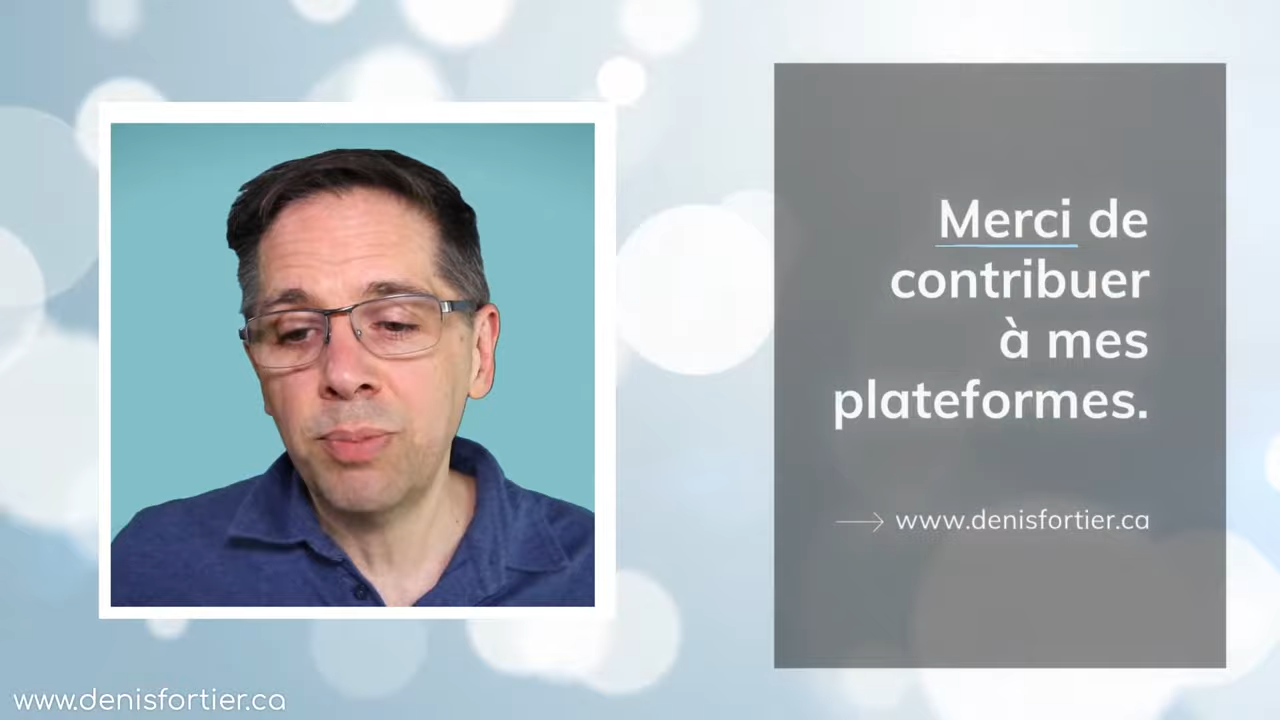 Merci de
contribuer
à mes
plateformes.
www.denisfortier.ca
www.denisfortier.ca